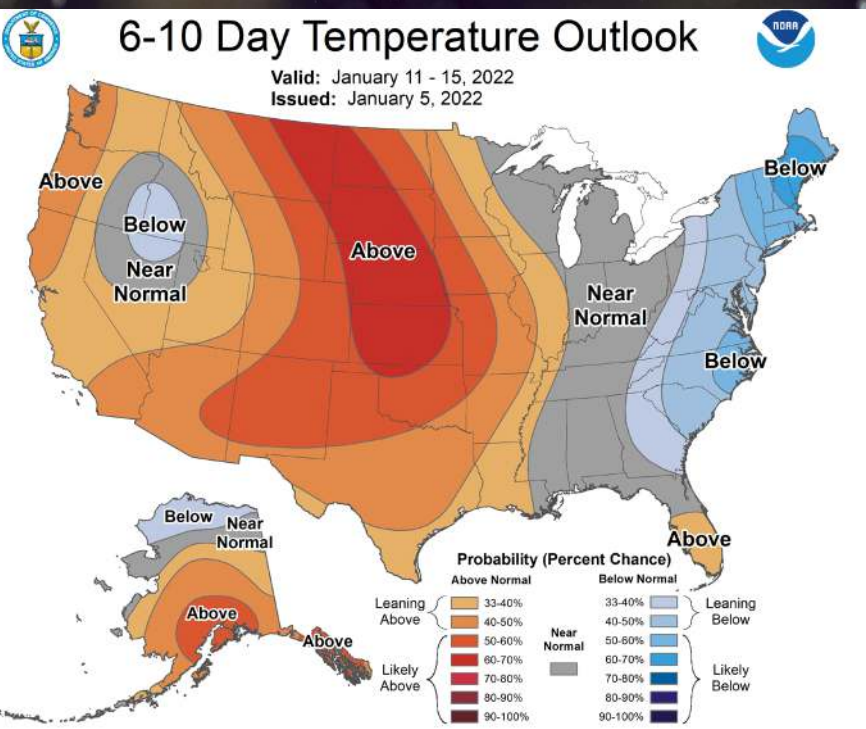 6-10 Day Temperature Outlook
NOAA
Valid: January 11 - 15, 2022
Issued: January 5, 2022
Above
Below
Near
Normal
Above
Near
Normal
Below
Below
Above
Below
Near
Normal
Above
Above
Probability (Percent Chance)
Above Normal
Below Normal
Leaning
Above
33-40%
40-50%
Likely
Above
50-60%
60-70%
70-80%
80-90%
90-100%
Near
Normal
33-40%
40-50%
Leaning
Below
50-60%
60-70%
70-80%
80-90%
90-100%
Likely
Below